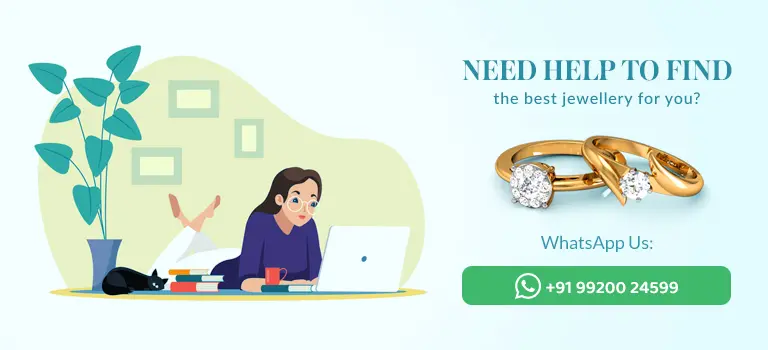 NEED HELP TO FIND
the best jewellery for you?
WhatsApp Us:
+91 99200 24599